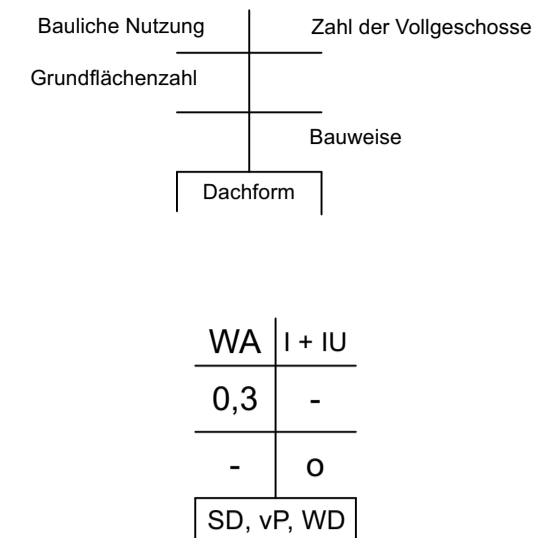 Bauliche Nutzung Zahl der Vollgeschosse
Grundflächenzahl
Bauweise
Dachform
WA I + IU
0,3 -
- o
SD, vP, WD